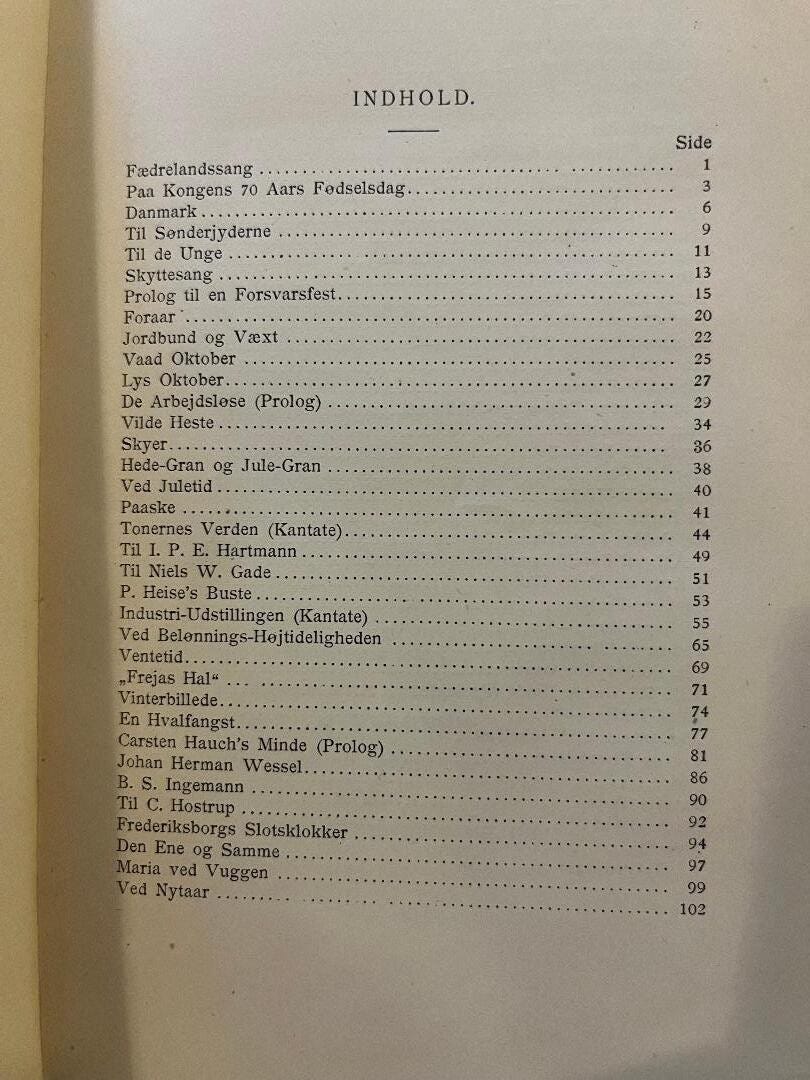 INDHOLD.
Side
Fædrelandssang 1
Paa Kongens 70 Aars Fødselsdag 3
Danmark 6
Til Sønderjyderne 9
Til de Unge 11
Skyttesang 13
Prolog til en Forsvarsfest 15
Foraar 20
Jordbund og Væxt 22
Vaad Oktober 25
Lys Oktober 27
De Arbejdsløse (Prolog) 29
Vilde Heste 34
Skyer 36
Hede-Gran og Jule-Gran 38
Ved Juletid 40
Paaske 41
Tonernes Verden (Kantate) 44
Til I. P. E. Hartmann 49
Til Niels W. Gade 51
P. Heise's Buste 53
Industri-Udstillingen (Kantate) 55
Ved Belønnings-Højtideligheden 65
Ventetid 69
„Frejas Hal“ 71
Vinterbillede 74
En Hvalfangst 77
Carsten Hauch's Minde (Prolog) 81
Johan Herman Wessel 86
B. S. Ingemann 90
Til C. Hostrup 92
Frederiksborgs Slotsklokker 94
Den Ene og Samme 97
Maria ved Vuggen 99
Ved Nytaar 102